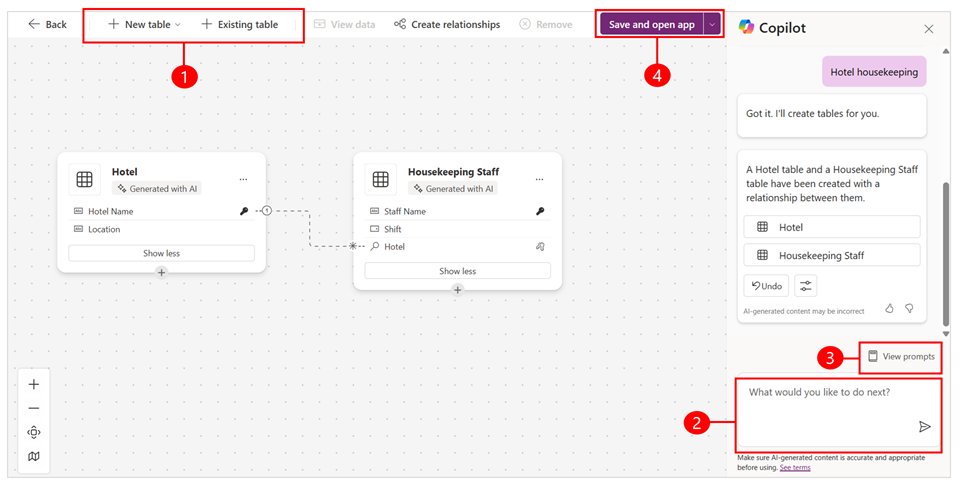 Back
New table
Existing table
View data
Create relationships
Remove
Save and open app
1
4
Copilot
Hotel housekeeping
Got it. I'll create tables for you.
A Hotel table and a Housekeeping Staff
table have been created with a
relationship between them.
Hotel
Housekeeping Staff
Undo
AI-generated content may be incorrect
Hotel
Generated with AI
Abc Hotel Name
Abc Location
Show less
1
Housekeeping Staff
Generated with AI
Abc Staff Name
Shift
Hotel
Show less
3
View prompts
2
What would you like to do next?
Make sure AI-generated content is accurate and appropriate
before using. See terms